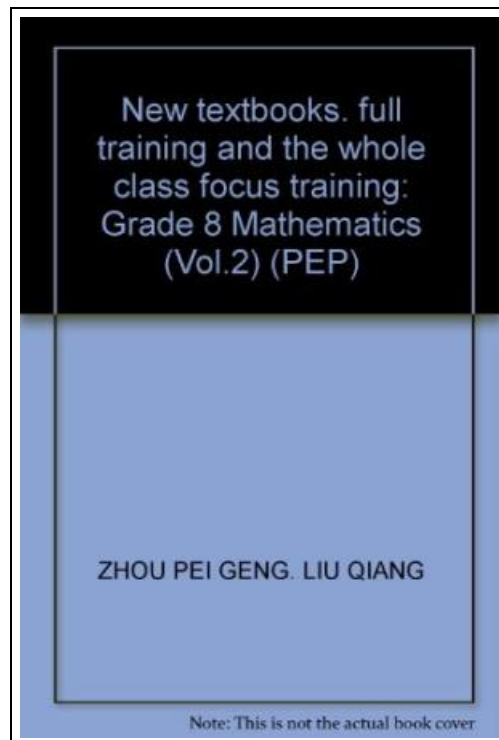 New textbooks. full
training and the whole
class focus training:
Grade 8 Mathematics
(Vol.2) (PEP)
ZHOU PEI GENG. LIU QIANG
Note: This is not the actual book cover